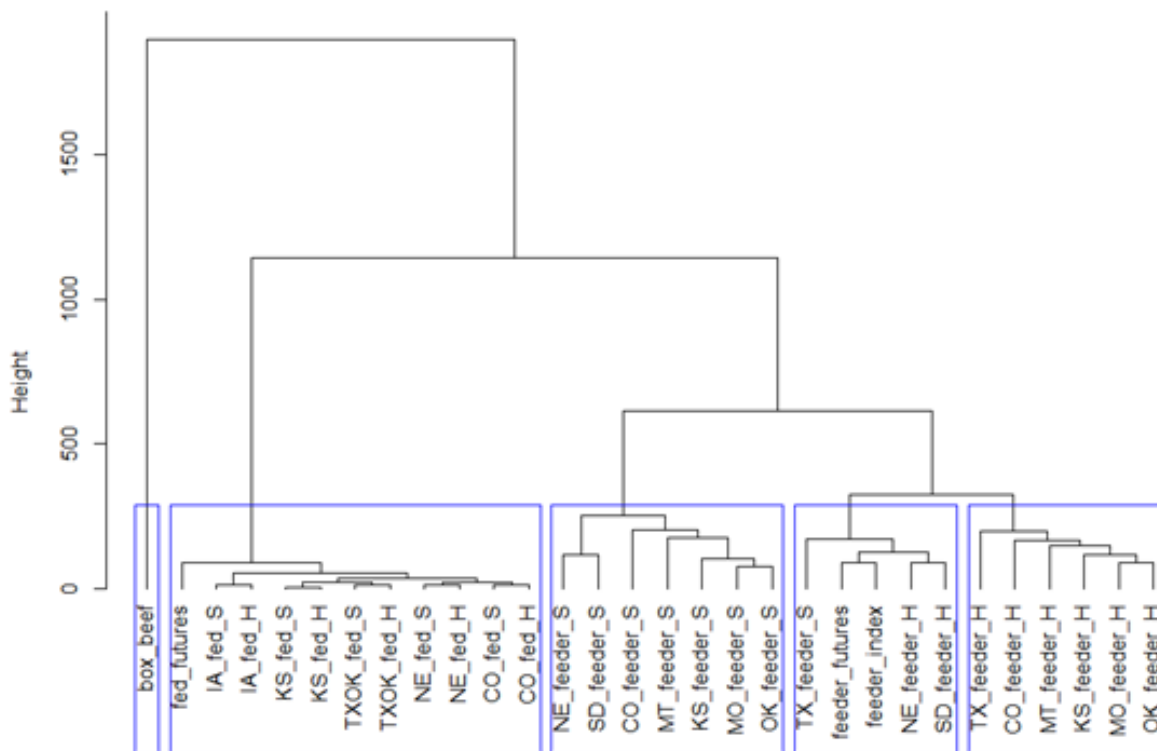 1500
1000
500
0
Height
box_beef
fed_futures
IA_fed_S
IA_fed_H
KS_fed_S
KS_fed_H
TXOK_fed_S
TXOK_fed_H
NE_fed_S
NE_fed_H
CO_fed_S
CO_fed_H
NE_feeder_S
SD_feeder_S
CO_feeder_S
MT_feeder_S
KS_feeder_S
MO_feeder_S
OK_feeder_S
TX_feeder_S
feeder_futures
feeder_index
NE_feeder_H
SD_feeder_H
TX_feeder_H
CO_feeder_H
MT_feeder_H
KS_feeder_H
MO_feeder_H
OK_feeder_H